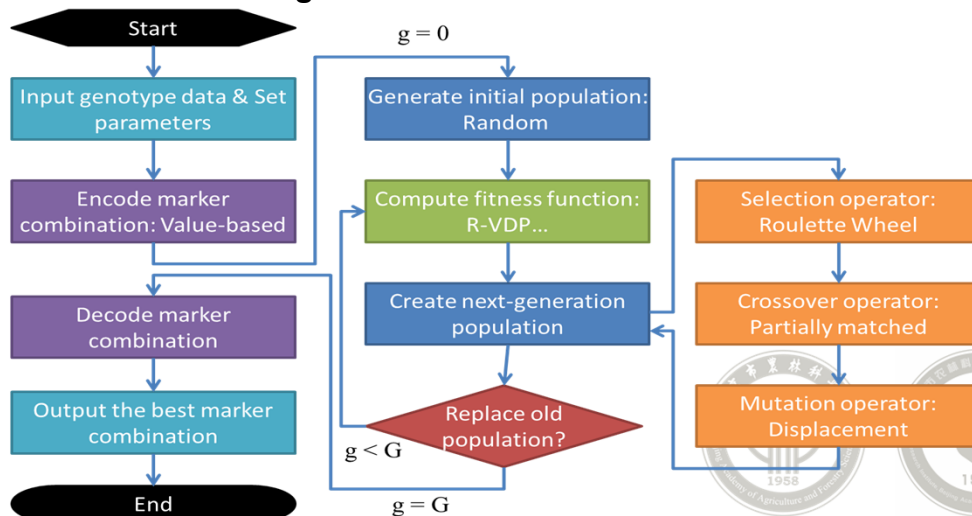 Start
Input genotype data & Set
parameters
Encode marker
combination: Value-based
Decode marker
combination
Output the best marker
combination
End
g = 0
Generate initial population:
Random
Compute fitness function:
R-VDP...
Create next-generation
population
Replace old
population?
g < G
g = G
Selection operator:
Roulette Wheel
Crossover operator:
Partially matched
Mutation operator:
Displacement
1958